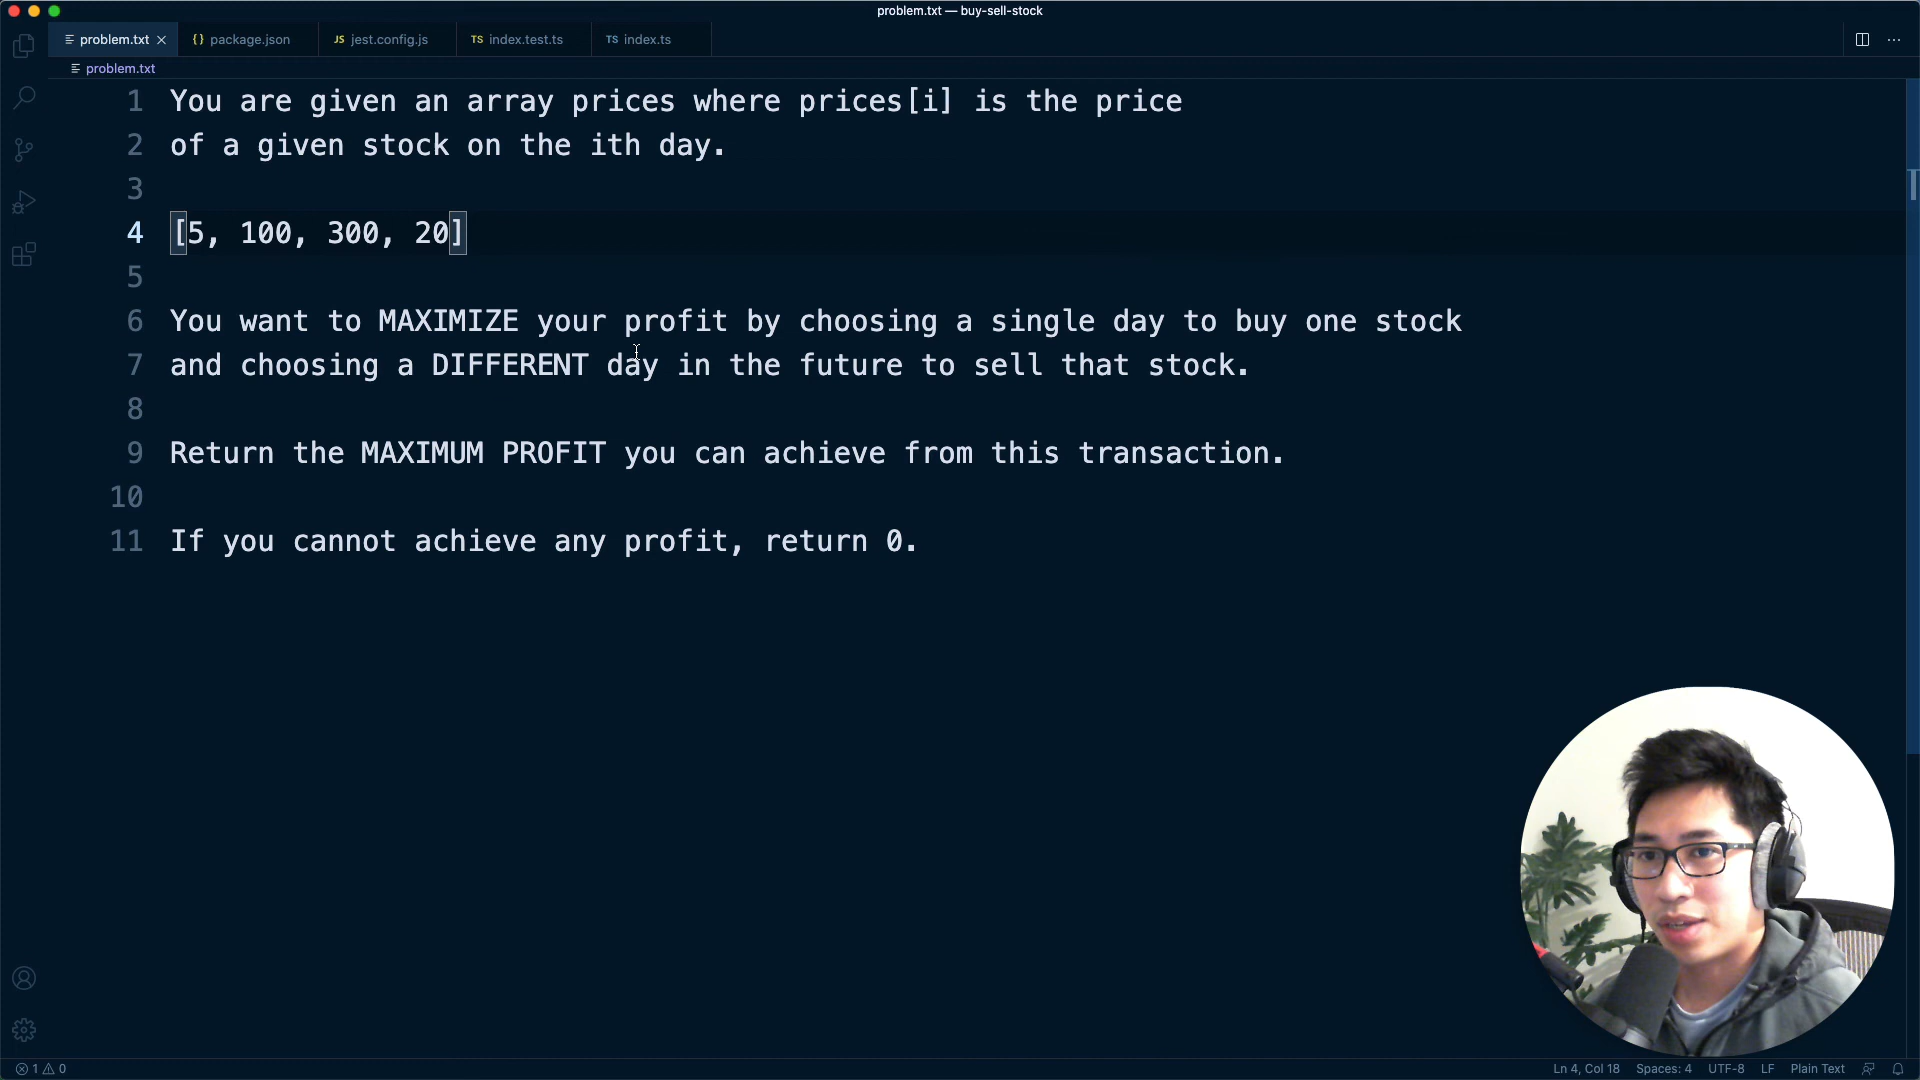 problem.txt — buy-sell-stock
problem.txt
{} package.json
JS jest.config.js
TS index.test.ts
TS index.ts
problem.txt
1 You are given an array prices where prices[i] is the price
2 of a given stock on the ith day.
3
4 [5, 100, 300, 20]
5
6 You want to MAXIMIZE your profit by choosing a single day to buy one stock
7 and choosing a DIFFERENT day in the future to sell that stock.
8
9 Return the MAXIMUM PROFIT you can achieve from this transaction.
10
11 If you cannot achieve any profit, return 0.
1 0
Ln 4, Col 18 Spaces: 4 UTF-8 LF Plain Text